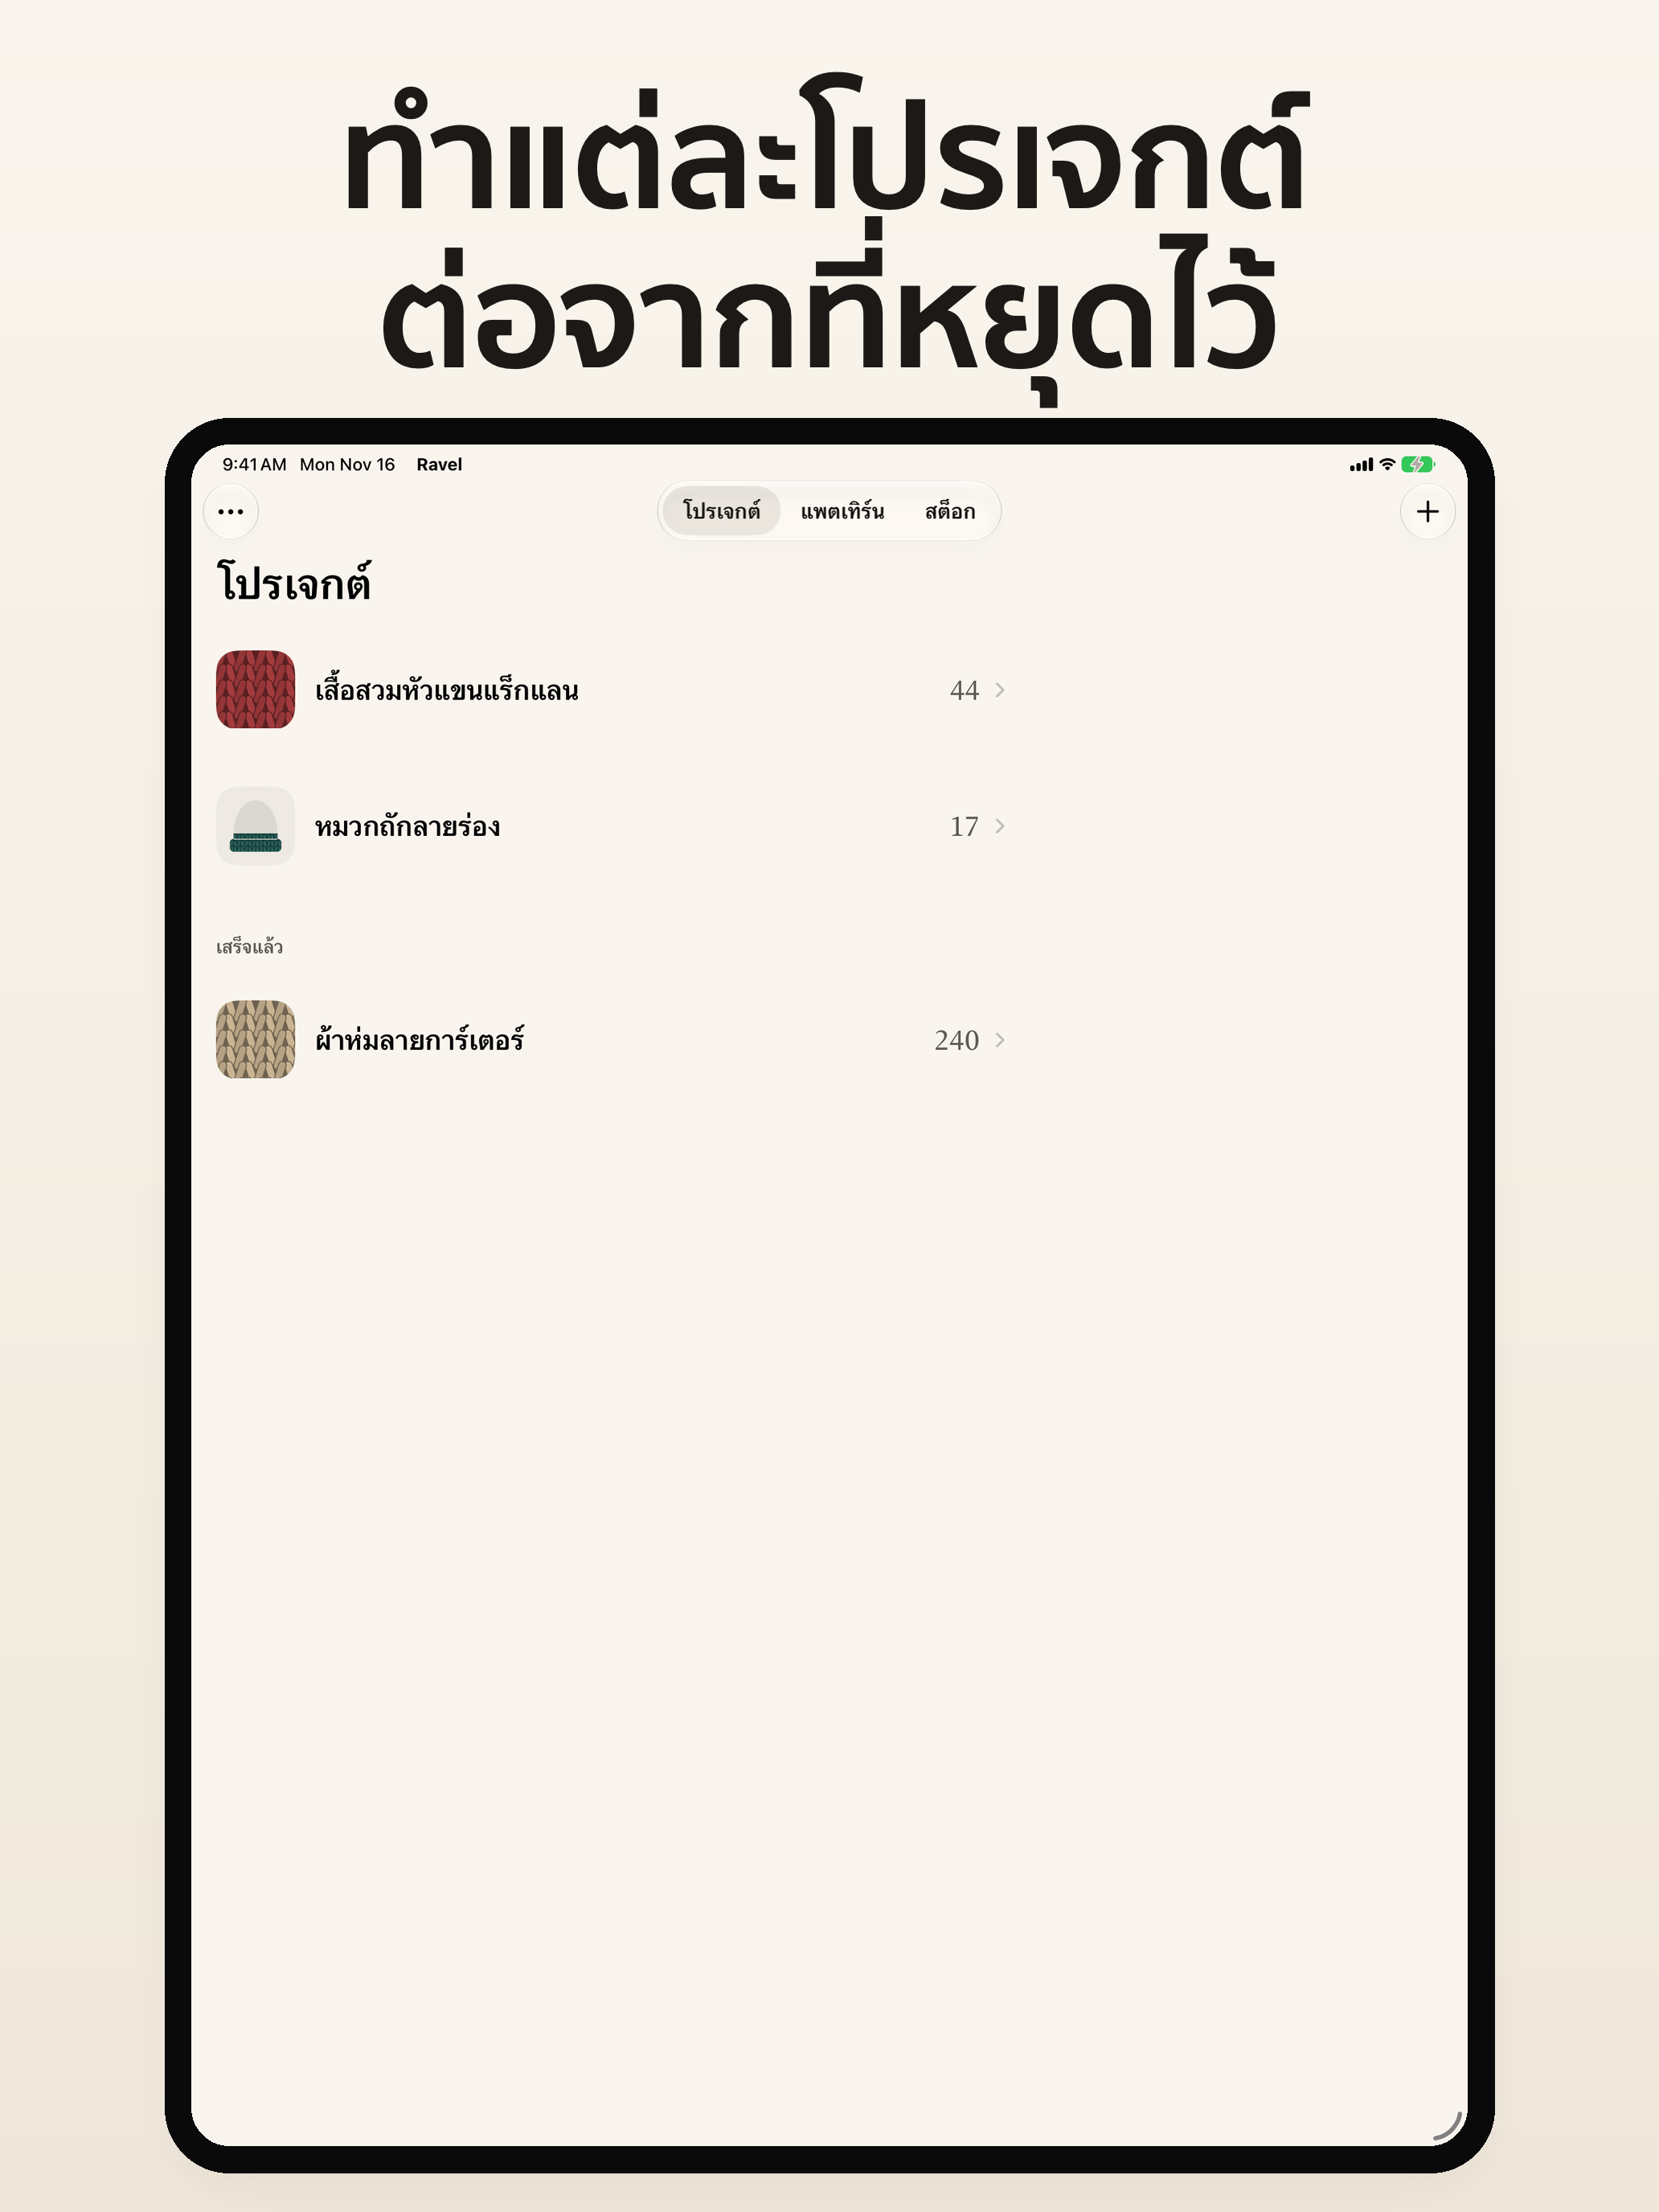 ทำแต่ละโปรเจกต์
ต่อจากที่หยุดไว้
9:41 AM Mon Nov 16 Ravel
โปรเจกต์ แพตเทิร์น สต็อก
โปรเจกต์
เสื้อสวมหัวแขนแร็กแลน 44
หมวกถักลายร่อง 17
เสร็จแล้ว
ผ้าห่มลายการ์เตอร์ 240